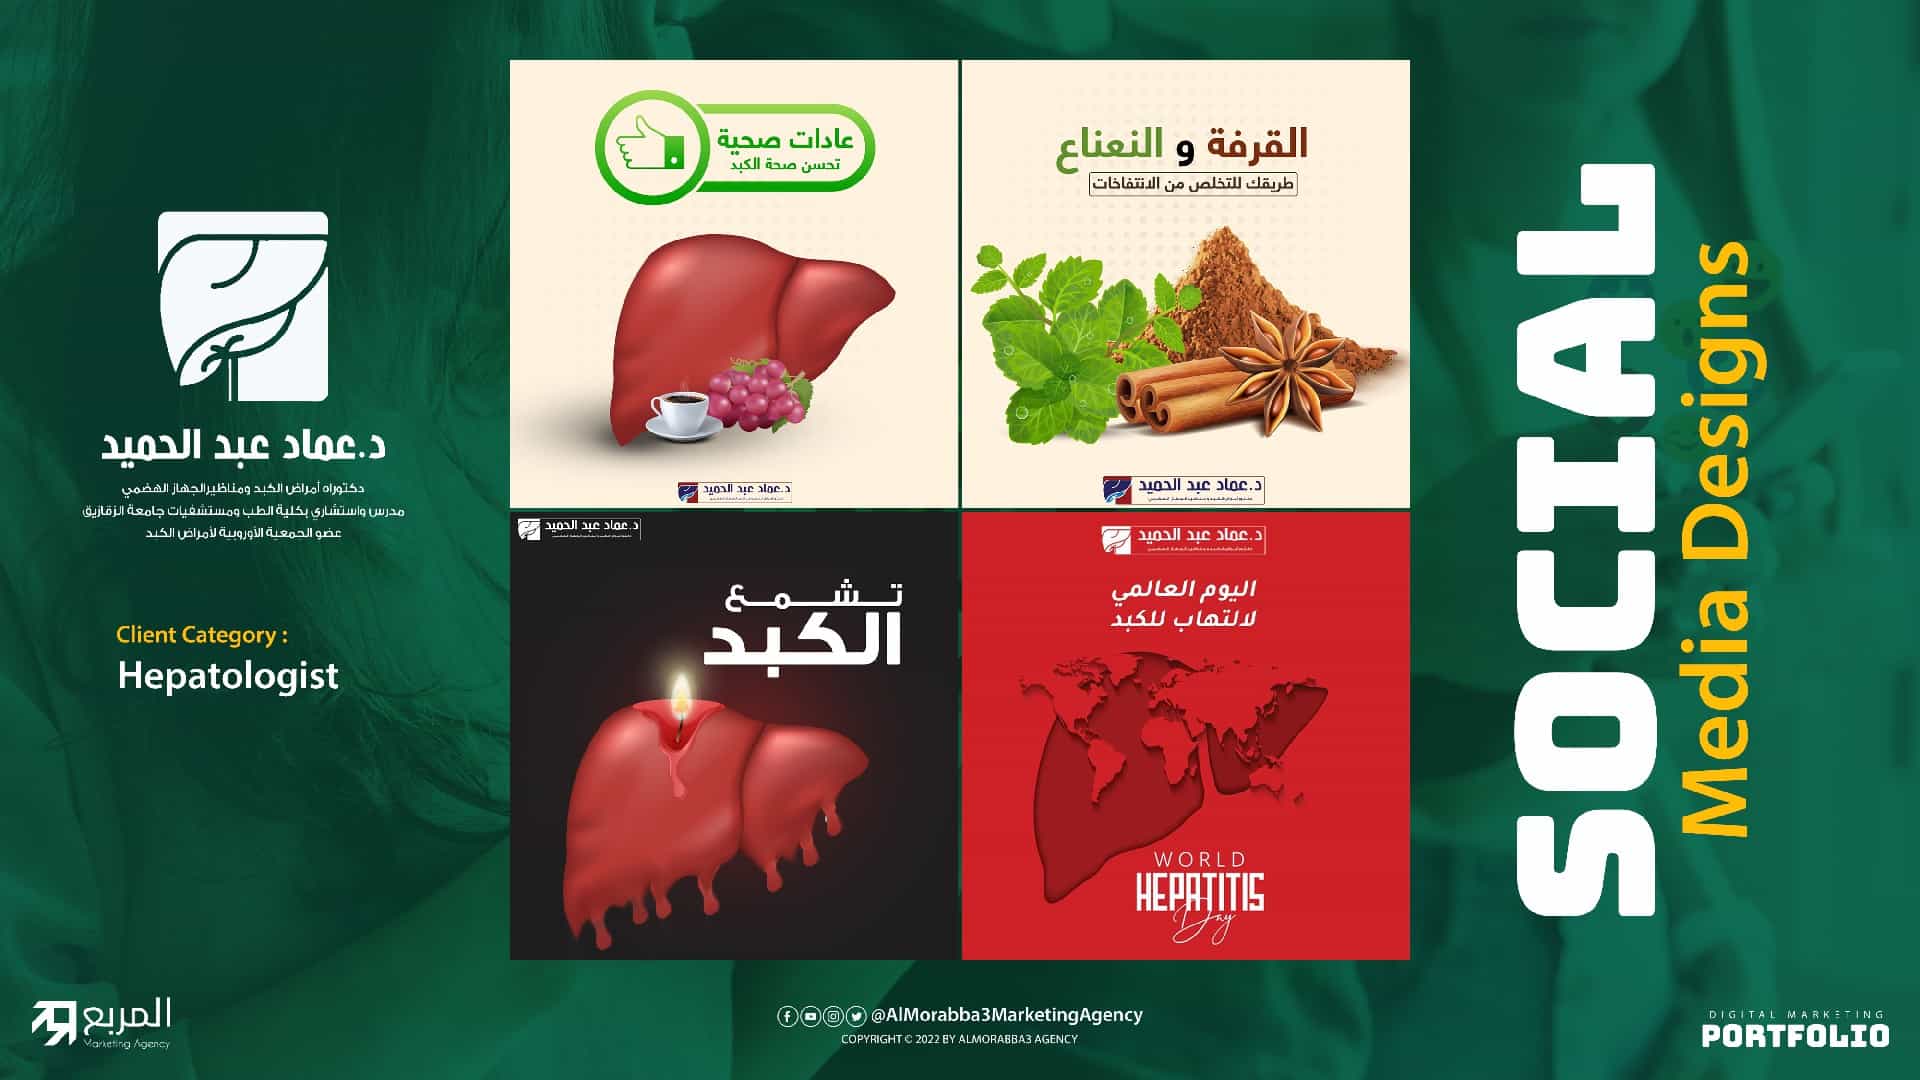 د.عماد عبد الحميد
دكتوراه أمراض الكبد ومناظيرالجهاز الهضمي
مدرس واستشاري بكلية الطب ومستشفيات جامعة الزقازيق
عضو الجمعية الأوروبية لأمراض الكبد
Client Category :
Hepatologist
عادات صحية
تحسن صحة الكبد
د.عماد عبد الحميد
القرفة و النعناع
طريقك للتخلص من الانتفاخات
د.عماد عبد الحميد
د.عماد عبد الحميد
تشمع
الكبد
د.عماد عبد الحميد
اليوم العالمي
لالتهاب للكبد
WORLD
HEPATITIS
Day
SOCIAL
Media Designs
المربع
Marketing Agency
@AlMorabba3MarketingAgency
COPYRIGHT © 2022 BY ALMORABBA3 AGENCY
DIGITAL MARKETING
PORTFOLIO